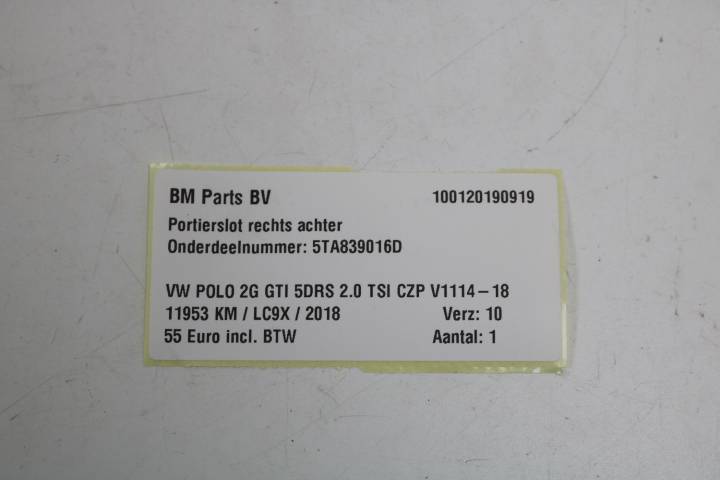 BM Parts BV 100120190919
Portierslot rechts achter
Onderdeelnummer: 5TA839016D
VW POLO 2G GTI 5DRS 2.0 TSI CZP V1114-18
11953 KM / LC9X / 2018 Verz: 10
55 Euro incl. BTW Aantal: 1